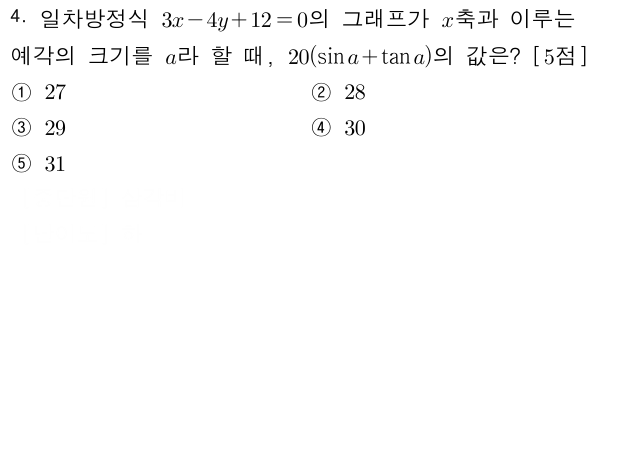 4. 일차방정식 3x-4y+12=0의 그래프가 x축과 이루는
예각의 크기를 a라 할 때, 20(sin a+tan a)의 값은? [5점]
① 27 ② 28
③ 29 ④ 30
⑤ 31